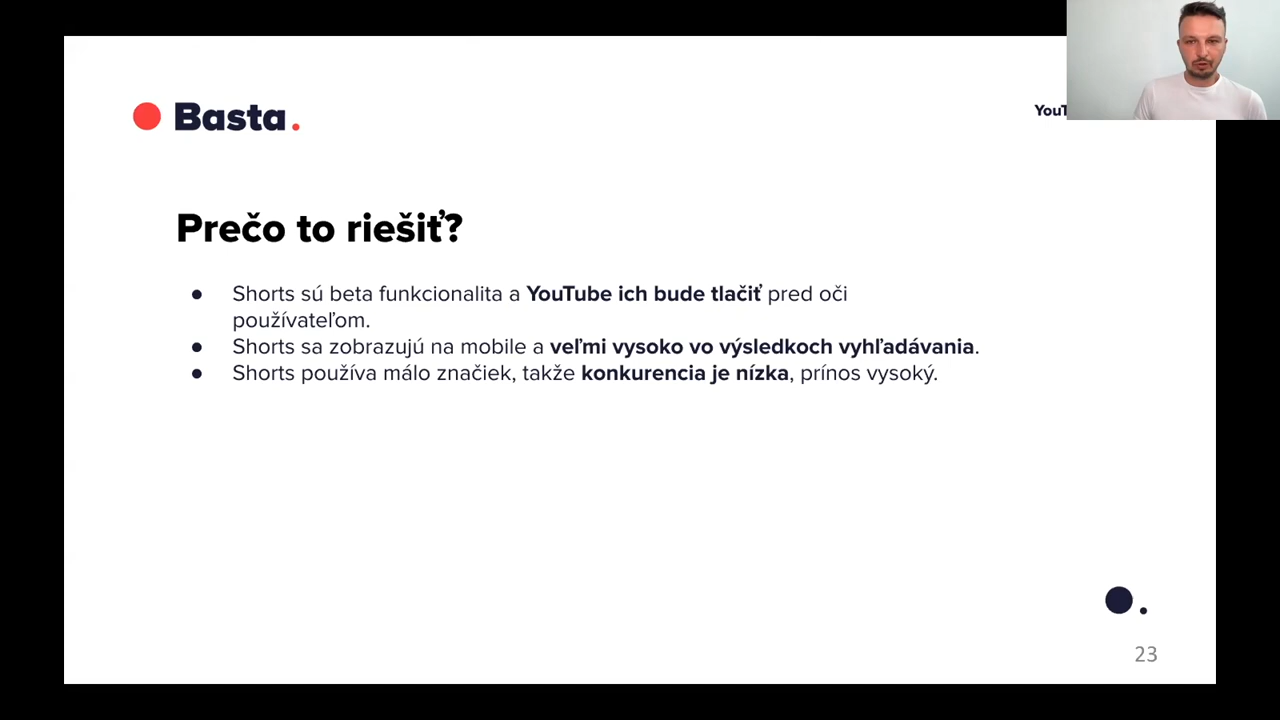 Basta.
YouT
Prečo to riešiť?
● Shorts sú beta funkcionalita a YouTube ich bude tlačiť pred oči
používateľom.
● Shorts sa zobrazujú na mobile a veľmi vysoko vo výsledkoch vyhľadávania.
● Shorts používa málo značiek, takže konkurencia je nízka, prínos vysoký.
23